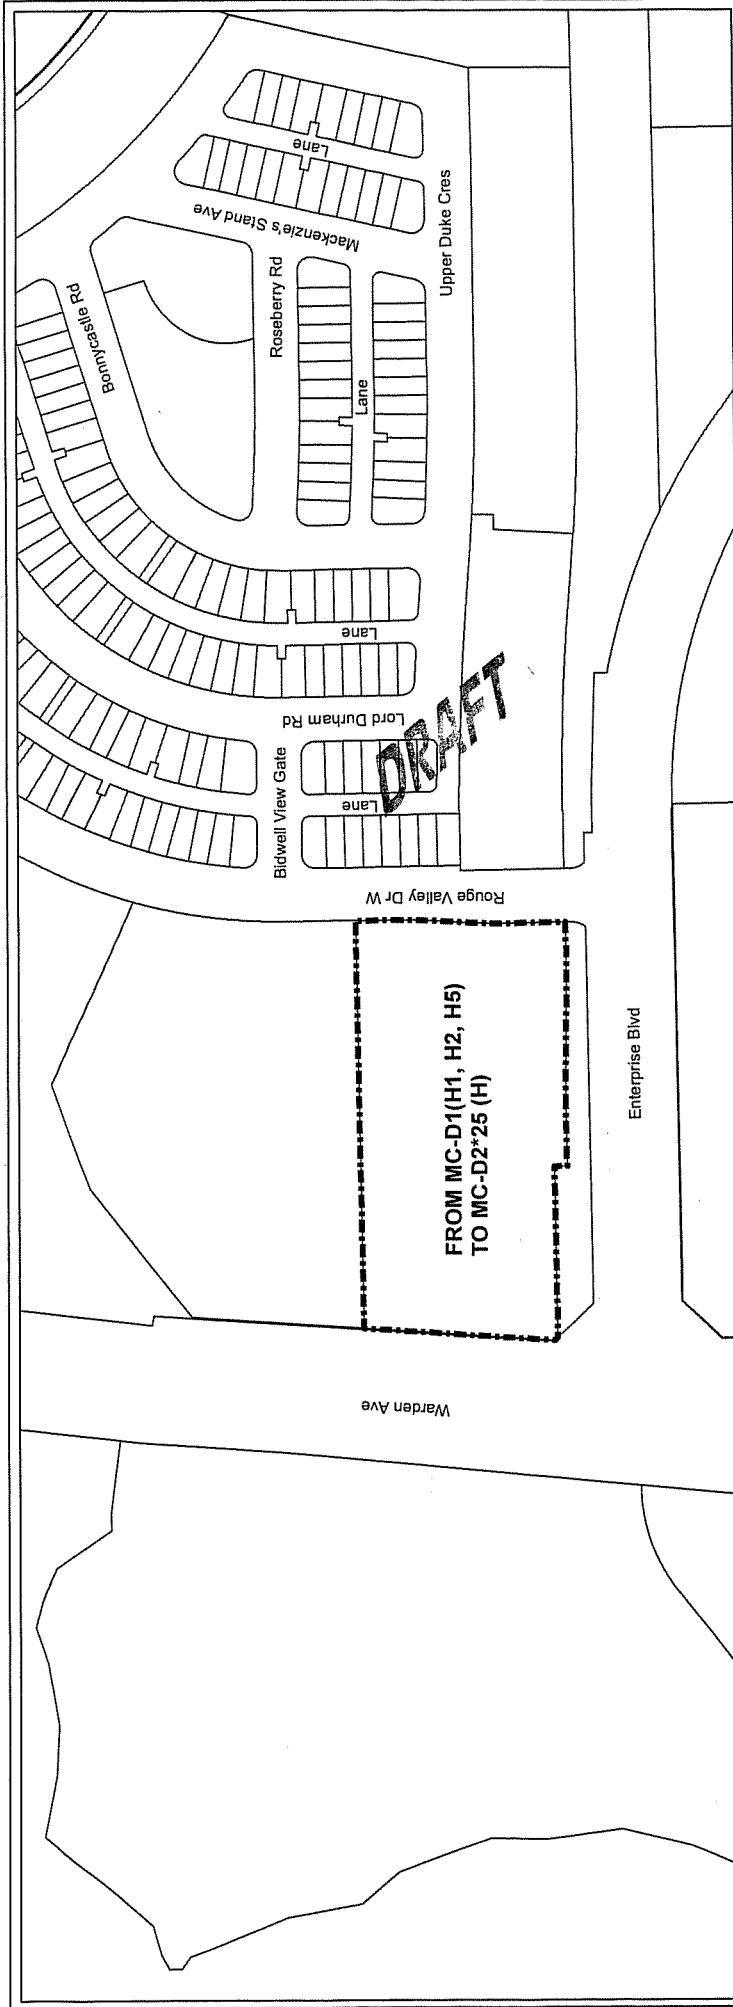 Lane
Mackenzie's Stand Ave
Upper Duke Cres
Roseberry Rd
Bonnycastle Rd
Lane
Lane
Lord Durham Rd
DRAFT
Bidwell View Gate
Lane
Rouge Valley Dr W
FROM MC-D1(H1, H2, H5)
TO MC-D2*25 (H)
Enterprise Blvd
Warden Ave